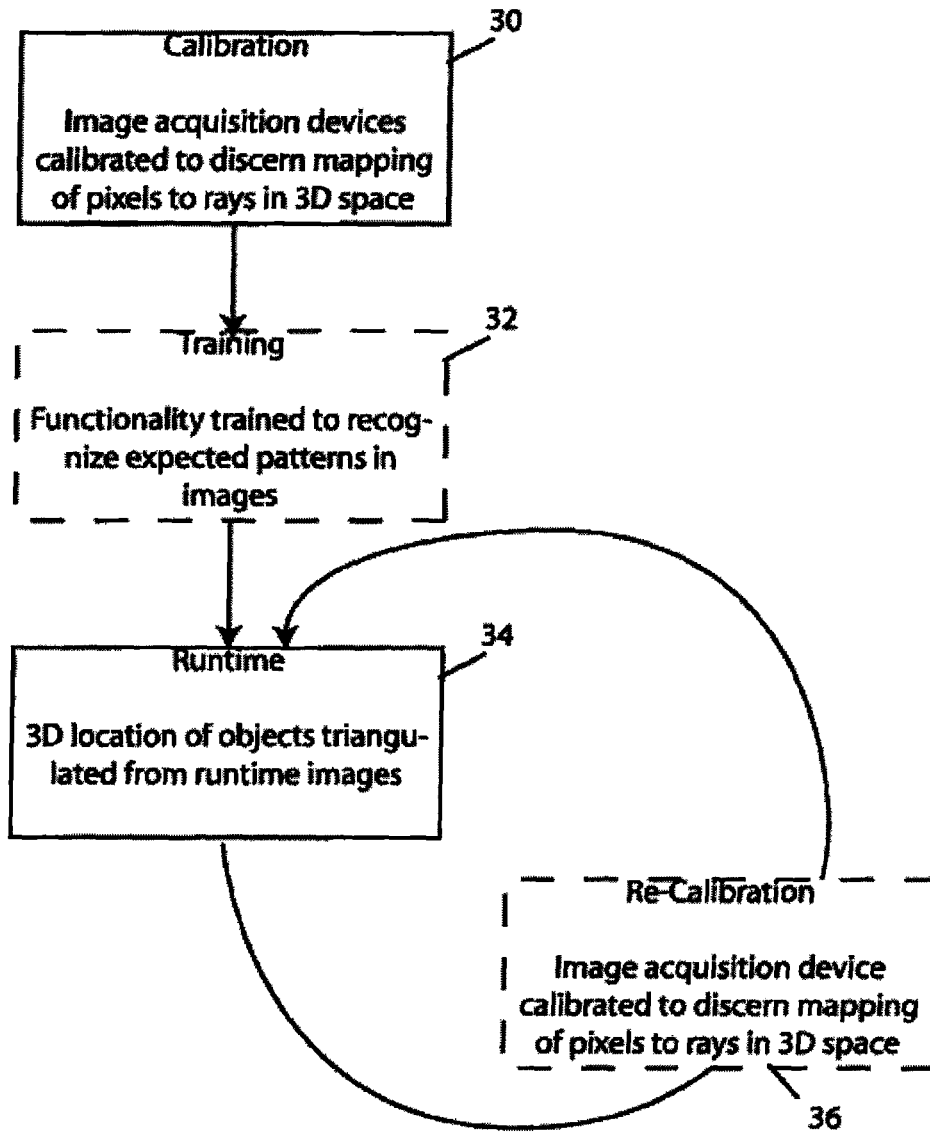 30
Calibration
Image acquisition devices
calibrated to discern mapping
of pixels to rays in 3D space
32
Training
Functionality trained to recog-
nize expected patterns in
images
34
Runtime
3D location of objects triangu-
lated from runtime images
Re-Calibration
Image acquisition device
calibrated to discern mapping
of pixels to rays in 3D space
36